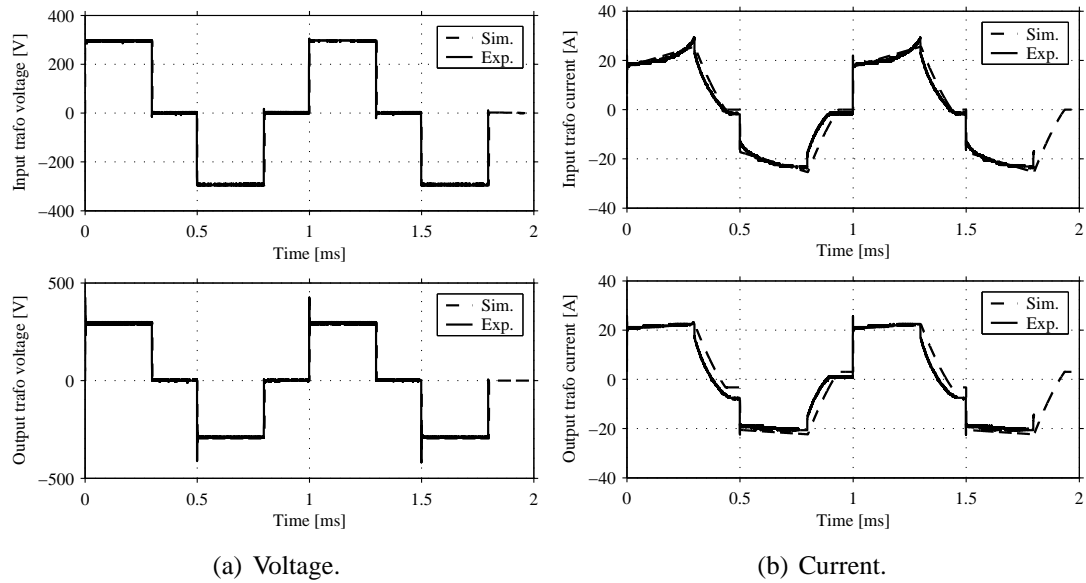 400
200
0
−200
−400
Input trafo voltage [V]
Sim.
Exp.
0
0.5
1
1.5
2
Time [ms]
40
20
0
−20
−40
Input trafo current [A]
Sim.
Exp.
0
0.5
1
1.5
2
Time [ms]
500
0
−500
Output trafo voltage [V]
Sim.
Exp.
0
0.5
1
1.5
2
Time [ms]
40
20
0
−20
−40
Output trafo current [A]
Sim.
Exp.
0
0.5
1
1.5
2
Time [ms]
(a) Voltage.
(b) Current.